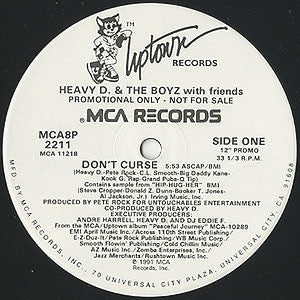 TM
Uptown
RECORDS
HEAVY D. & THE BOYZ with friends
PROMOTIONAL ONLY - NOT FOR SALE
MCA RECORDS
MCA8P
2211
MCA 11218
SIDE ONE
12" PROMO
33 1/3 R.P.M.
DON'T CURSE 5:53 ASCAP/BMI
(Heavy D.-Pete Rock-C.L. Smooth-Big Daddy Kane-
Kook G. Rap-Grand Puba-Q Tip)
Contains sample from "HIP-HUG-HER" BMI
(Steve Cropper-Donald Z. Dunn-Booker T. Jones-
Al Jackson, Jr.) Irving Music, Inc.
Produced by PETE ROCK FOR UNTOUCHABLES ENTERTAINMENT
CO-PRODUCED by HEAVY D
EXECUTIVE PRODUCERS:
ANDRE HARRELL, HEAVY D. AND DJ EDDIE F.
From the MCA/Uptown album "Peaceful Journey" MCA-10289
EMI April Music Inc./Across 110th Street Publishing/
E-Z-Duz-It/Pete Rock Publishing/WB Music Corp./
Smooth Flowin' Publishing/Cold Chillin Music/
AZ Music Inc./Zomba Enterprises, Inc./
Jazz Merchants/Rushtown Music Inc.
℗ 1991 MCA
Records, Inc.
MFD. BY MCA RECORDS, INC., 70 UNIVERSAL CITY PLAZA, UNIVERSAL CITY, CA. 91608